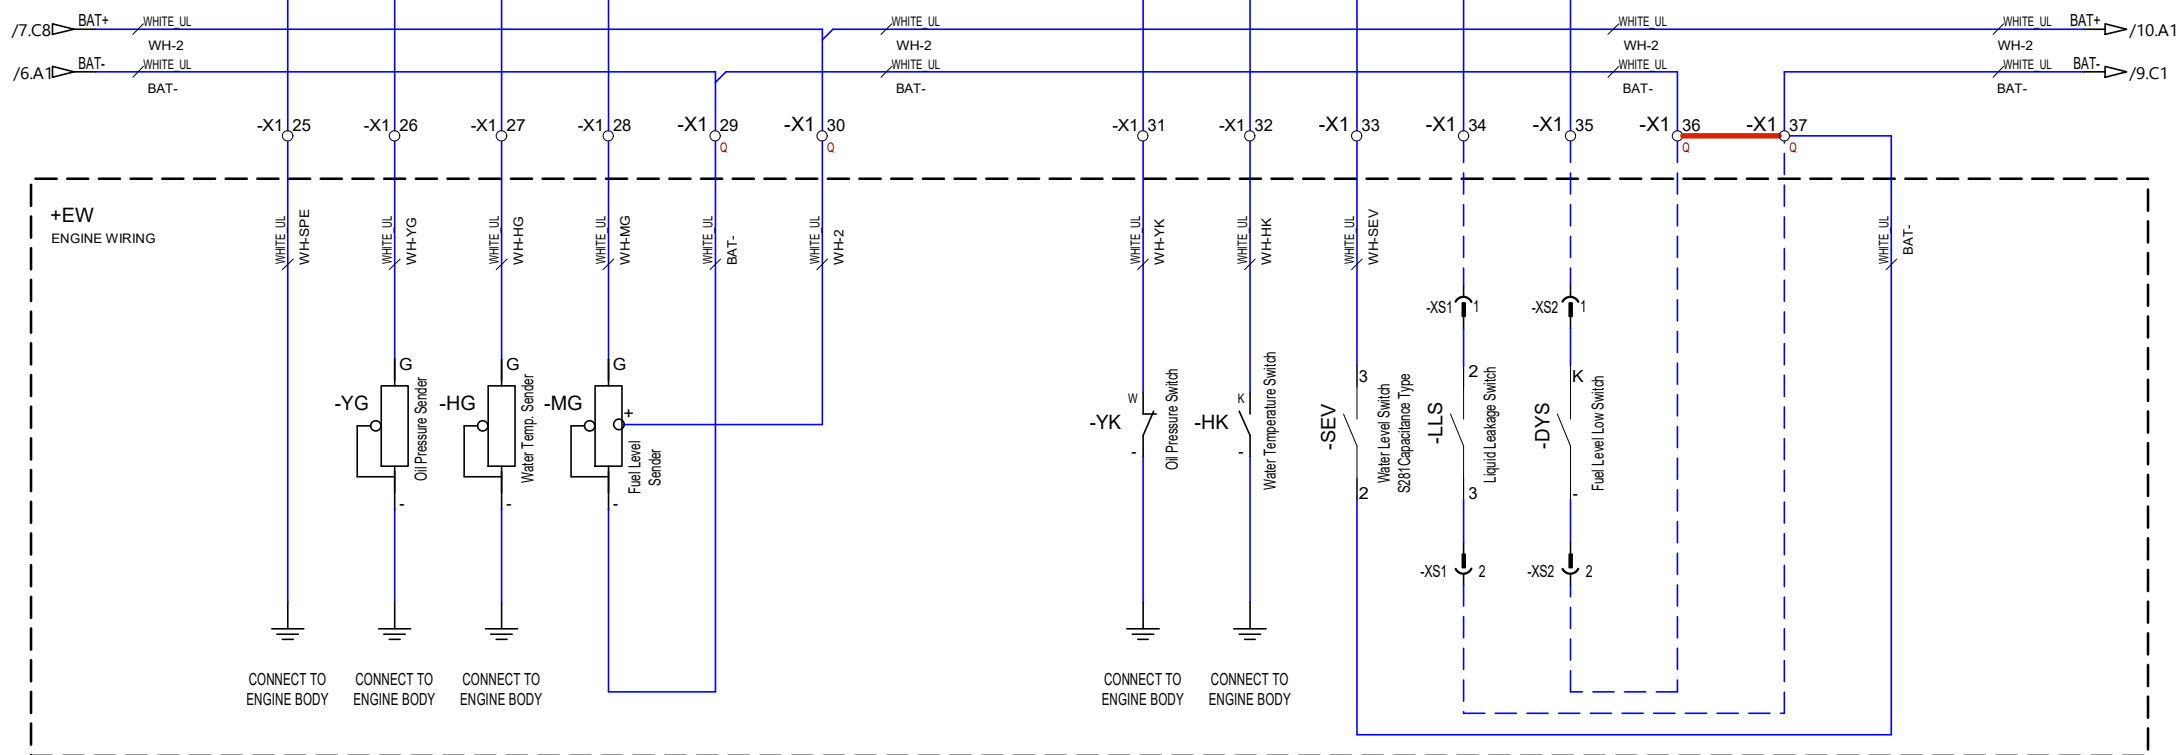 /7.C8 BAT+ WHITE_UL WHITE_UL WHITE_UL WHITE_UL BAT+ /10.A1
WH-2 WH-2 WH-2 WH-2
/6.A1 BAT- WHITE_UL WHITE_UL WHITE_UL WHITE_UL BAT- /9.C1
BAT- BAT- BAT- BAT-
-X1 25 -X1 26 -X1 27 -X1 28 -X1 29 -X1 30 -X1 31 -X1 32 -X1 33 -X1 34 -X1 35 -X1 36 -X1 37
Q Q Q Q
+EW
ENGINE WIRING
WHITE_UL
WH-SPE
WHITE_UL
WH-YG
WHITE_UL
WH-HG
WHITE_UL
WH-MG
WHITE_UL
BAT-
WHITE_UL
WH-2
WHITE_UL
WH-YK
WHITE_UL
WH-HK
WHITE_UL
WH-SEV
WHITE_UL
BAT-
-XS1 1 -XS2 1
G
-YG
Oil Pressure Sender
-
G
-HG
Water Temp. Sender
-
G
-MG
+
Fuel Level
Sender
-
W
-YK
-
Oil Pressure Switch
K
-HK
-
Water Temperature Switch
3
-SEV
2
Water Level Switch
S281Capacitance Type
2
-LLS
3
Liquid Leakage Switch
K
-DYS
-
Fuel Level Low Switch
-XS1 2 -XS2 2
CONNECT TO
ENGINE BODY
CONNECT TO
ENGINE BODY
CONNECT TO
ENGINE BODY
CONNECT TO
ENGINE BODY
CONNECT TO
ENGINE BODY